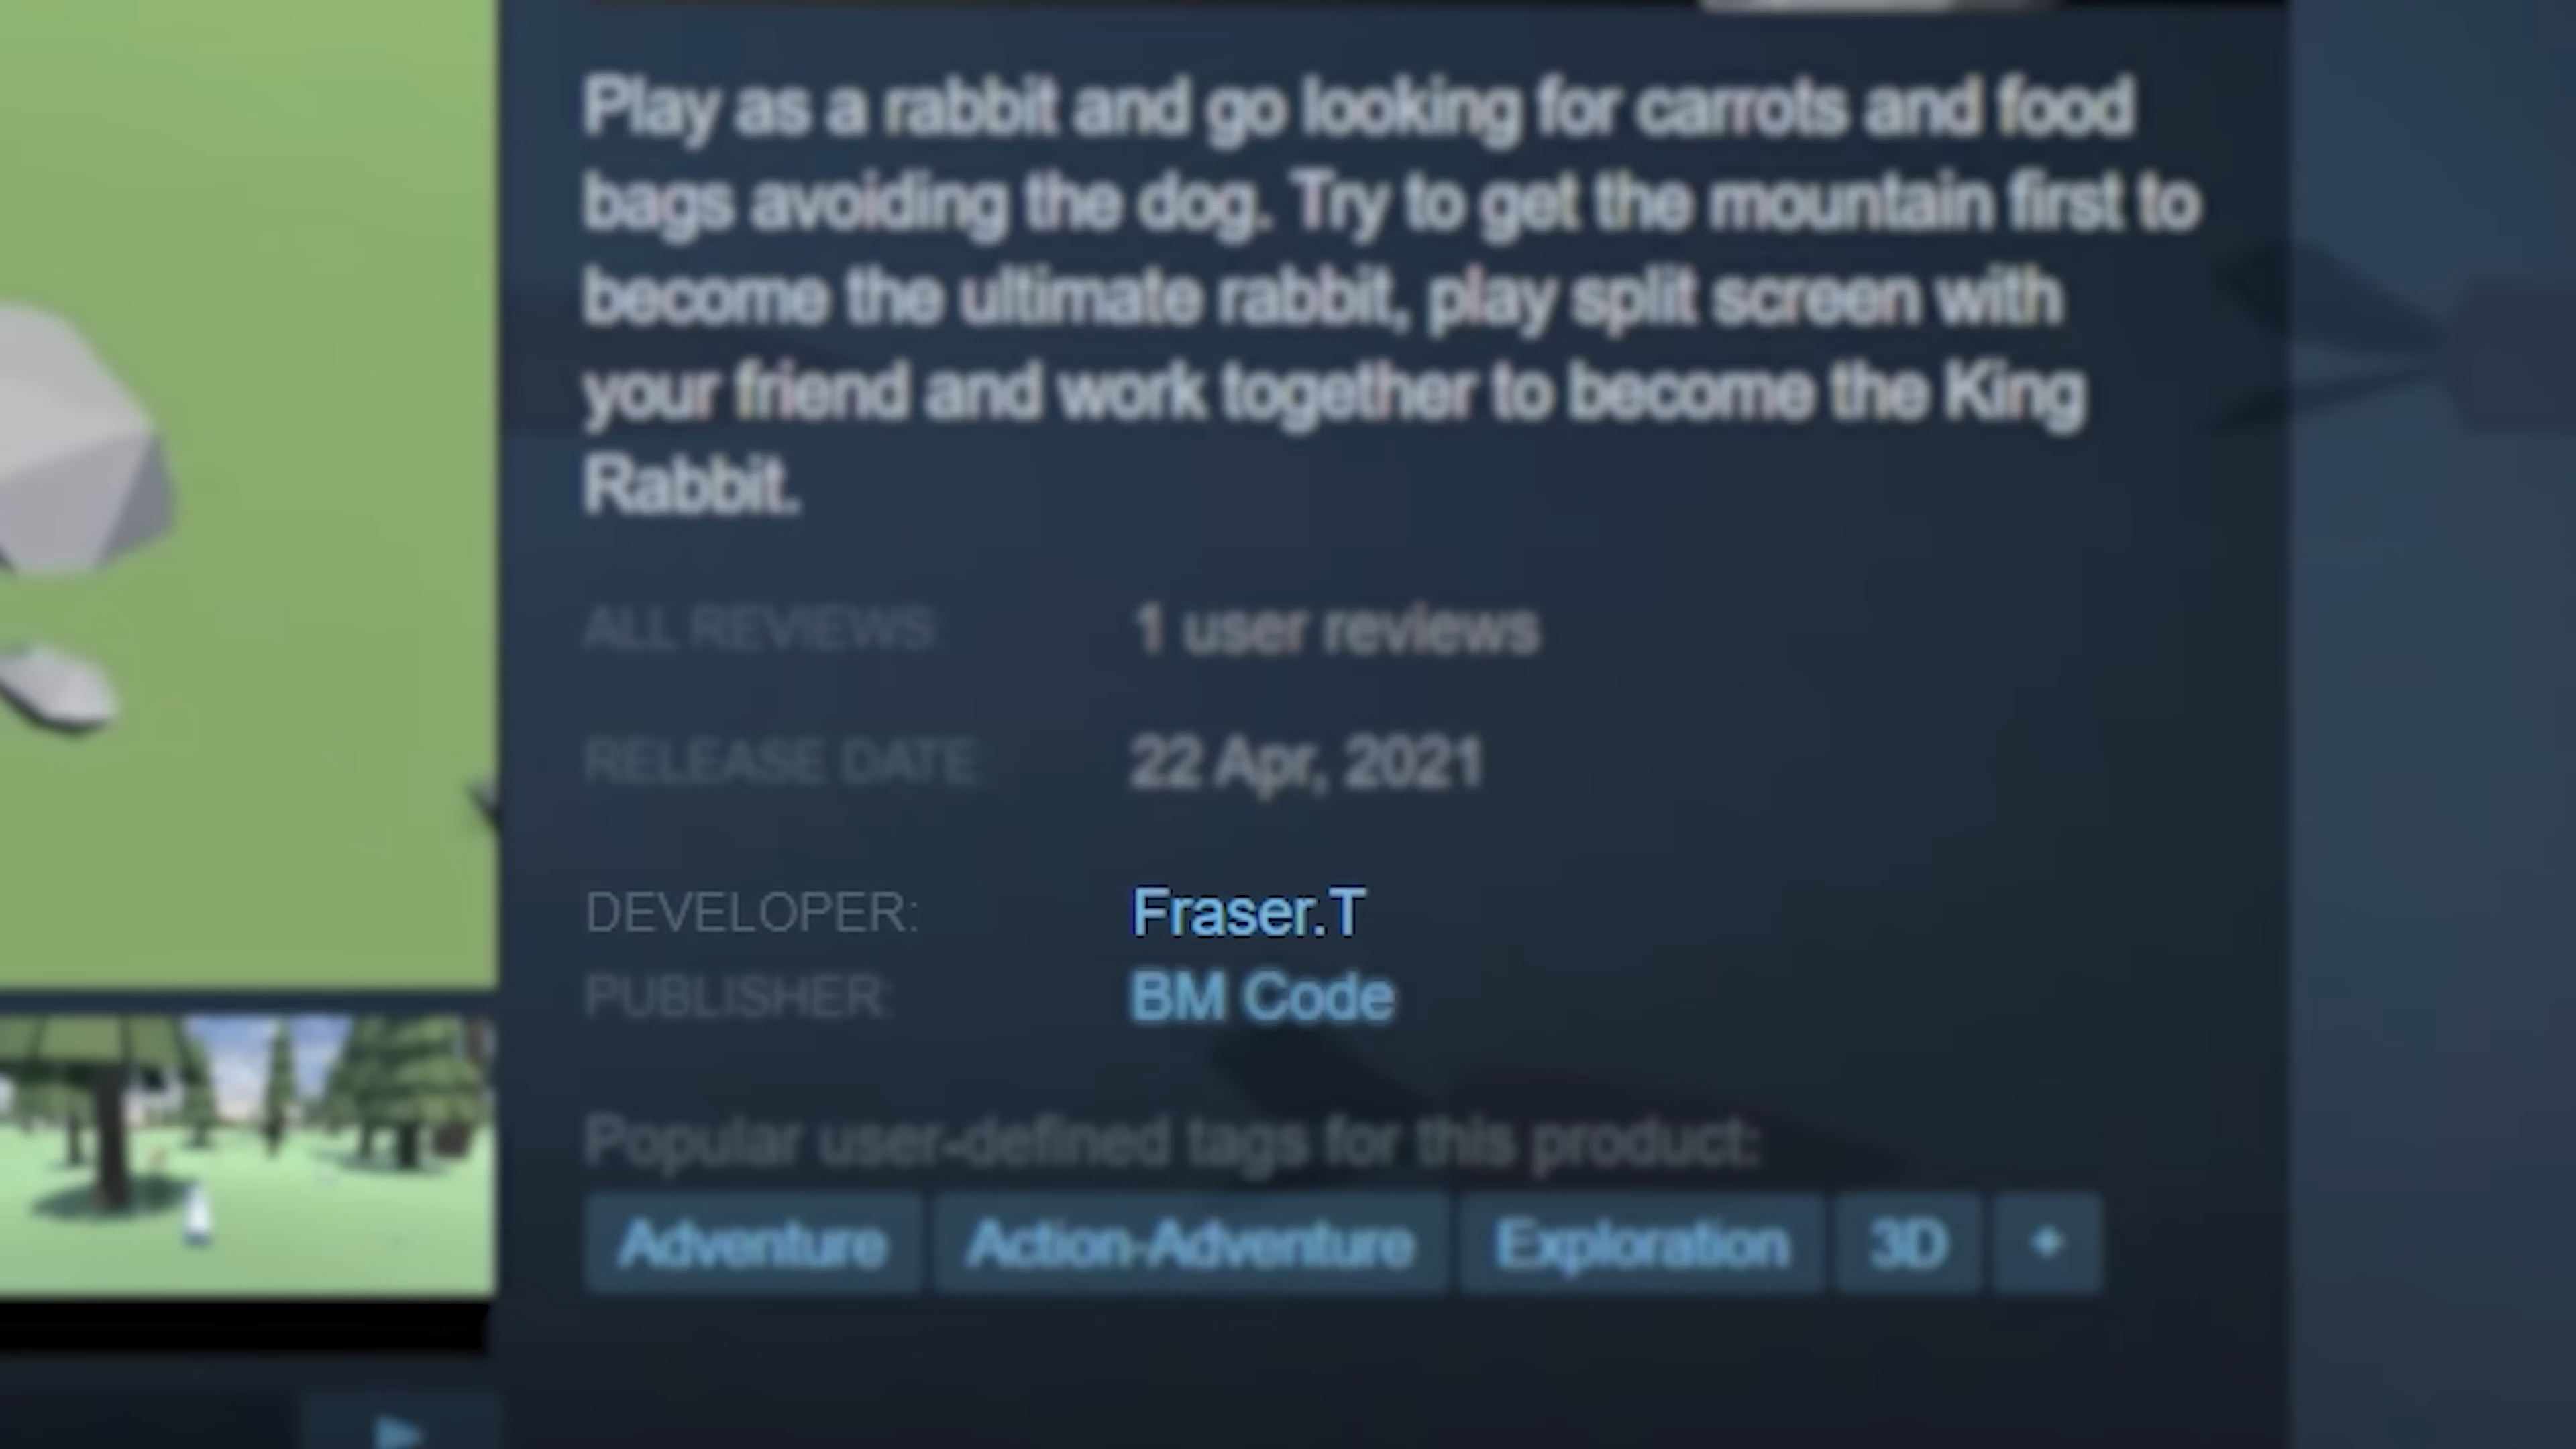 Play as a rabbit and go looking for carrots and food
bags avoiding the dog. Try to get the mountain first to
become the ultimate rabbit, play split screen with
your friend and work together to become the King
Rabbit.
ALL REVIEWS: 1 user reviews
RELEASE DATE: 22 Apr, 2021
DEVELOPER: Fraser.T
PUBLISHER: BM Code
Popular user-defined tags for this product:
Adventure Action-Adventure Exploration 3D +